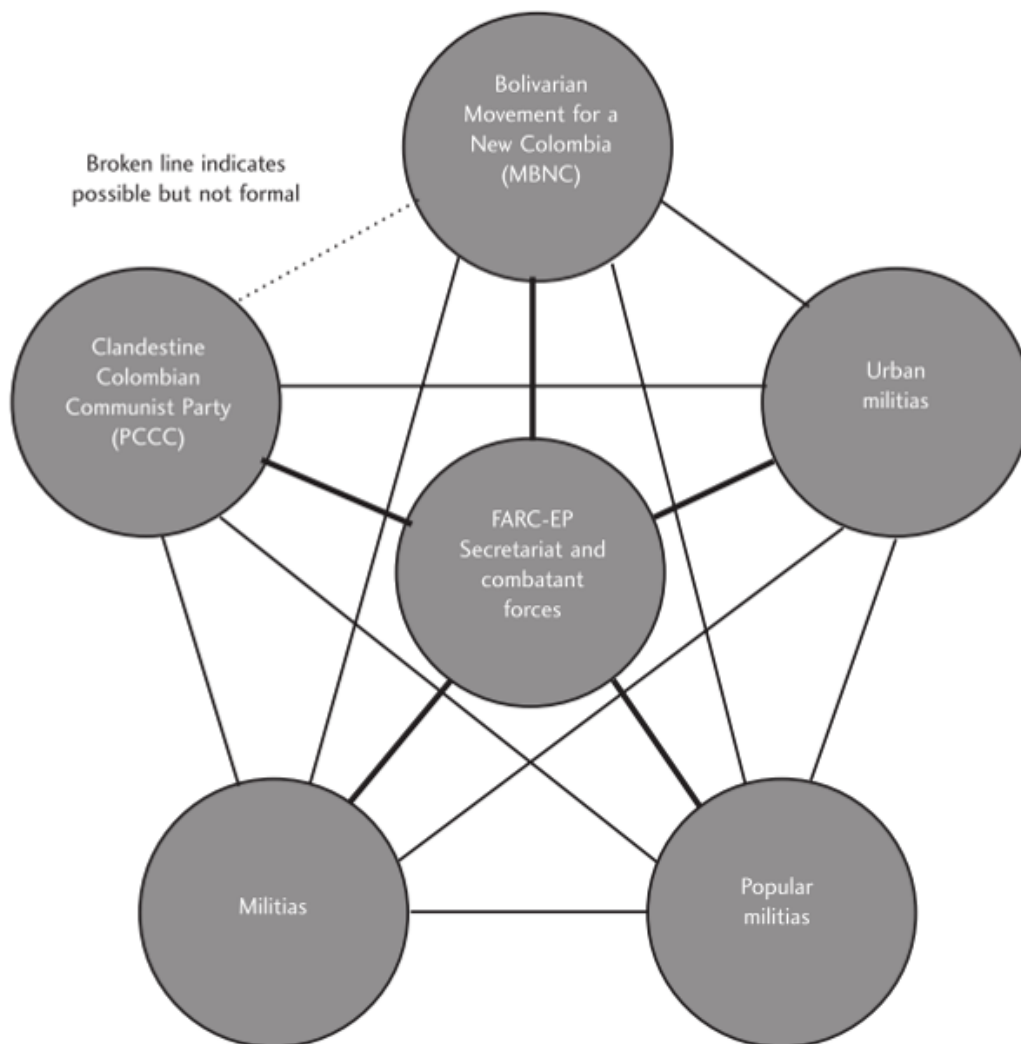 Bolivarian
Movement for a
New Colombia
(MBNC)
Broken line indicates
possible but not formal
Clandestine
Colombian
Communist Party
(PCCC)
Urban
militias
FARC-EP
Secretariat and
combatant
forces
Militias
Popular
militias